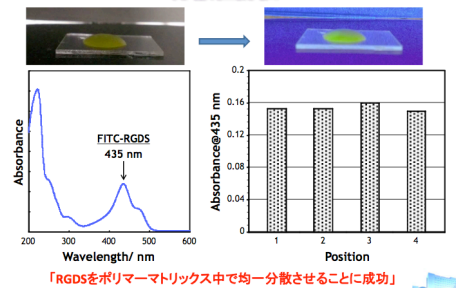 FITC-RGDS
435 nm
Absorbance
200
300
400
500
600
Wavelength/ nm
Absorbance@435 nm
0.2
0.16
0.12
0.08
0.04
0
1
2
3
4
Position
「RGDSをポリマーマトリックス中で均一分散させることに成功」